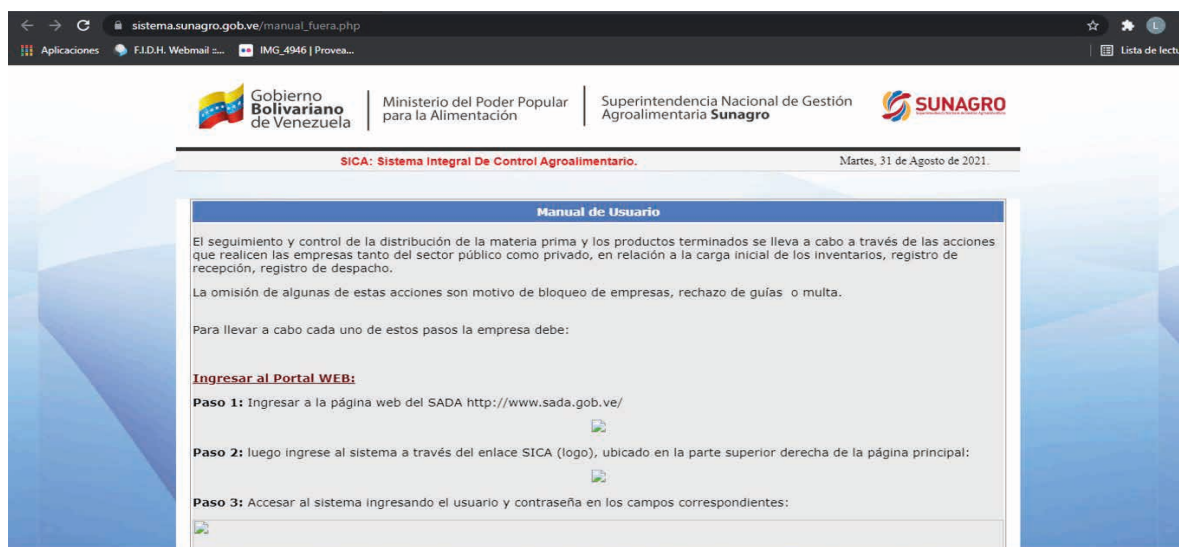 sistema.sunagro.gob.ve/manual_fuera.php
L
Aplicaciones F.I.D.H. Webmail ::... IMG_4946 | Provea... Lista de lectu
Gobierno
Bolivariano
de Venezuela
Ministerio del Poder Popular
para la Alimentación
Superintendencia Nacional de Gestión
Agroalimentaria Sunagro
SUNAGRO
SICA: Sistema Integral De Control Agroalimentario. Martes, 31 de Agosto de 2021.
Manual de Usuario
El seguimiento y control de la distribución de la materia prima y los productos terminados se lleva a cabo a través de las acciones
que realicen las empresas tanto del sector público como privado, en relación a la carga inicial de los inventarios, registro de
recepción, registro de despacho.
La omisión de algunas de estas acciones son motivo de bloqueo de empresas, rechazo de guías o multa.
Para llevar a cabo cada uno de estos pasos la empresa debe:
Ingresar al Portal WEB:
Paso 1: Ingresar a la página web del SADA http://www.sada.gob.ve/
Paso 2: luego ingrese al sistema a través del enlace SICA (logo), ubicado en la parte superior derecha de la página principal:
Paso 3: Accesar al sistema ingresando el usuario y contraseña en los campos correspondientes: